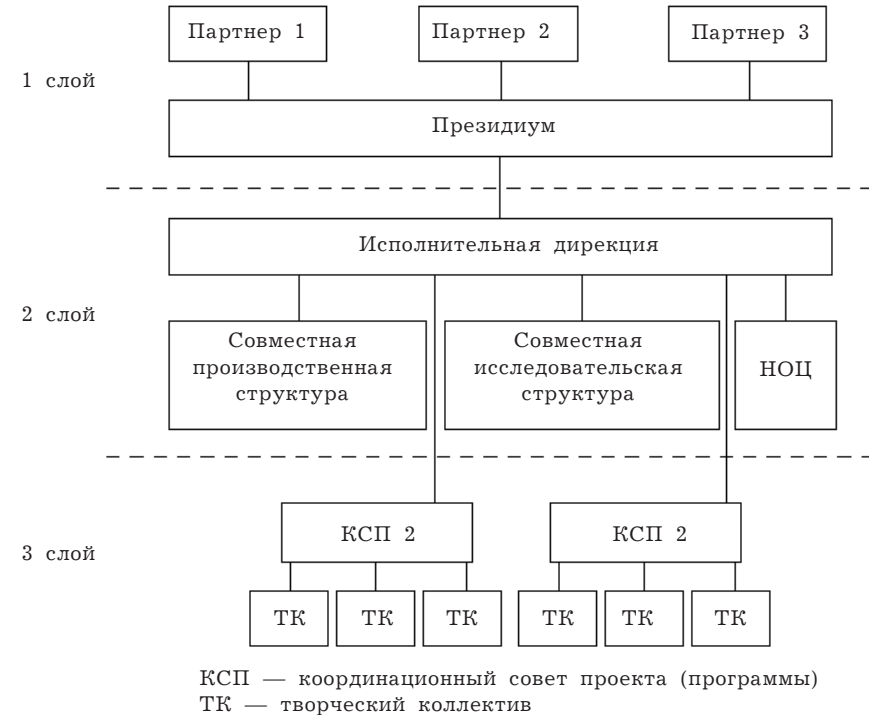 Партнер 1
Партнер 2
Партнер 3
1 слой
Президиум
Исполнительная дирекция
2 слой
Совместная
производственная
структура
Совместная
исследовательская
структура
НОЦ
КСП 2
КСП 2
3 слой
ТК
ТК
ТК
ТК
ТК
ТК
КСП — координационный совет проекта (программы)
ТК — творческий коллектив